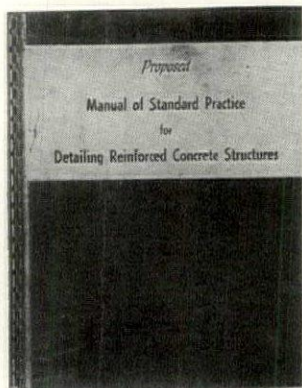 Proposed
Manual of Standard Practice
for
Detailing Reinforced Concrete Structures